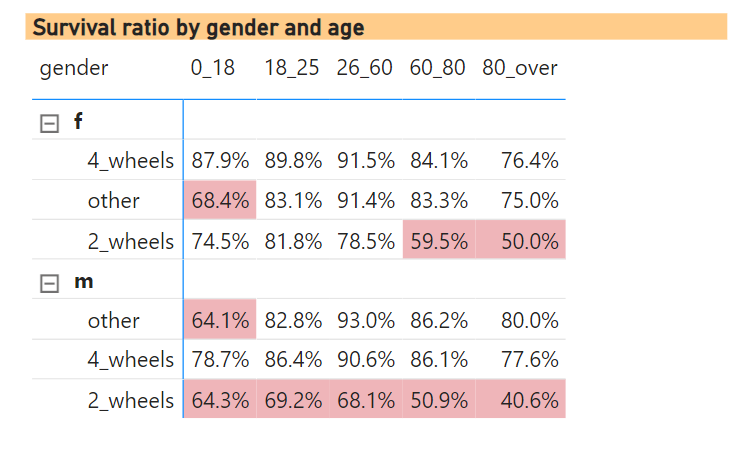 Survival ratio by gender and age
gender 0_18 18_25 26_60 60_80 80_over
f
4_wheels 87.9% 89.8% 91.5% 84.1% 76.4%
other 68.4% 83.1% 91.4% 83.3% 75.0%
2_wheels 74.5% 81.8% 78.5% 59.5% 50.0%
m
other 64.1% 82.8% 93.0% 86.2% 80.0%
4_wheels 78.7% 86.4% 90.6% 86.1% 77.6%
2_wheels 64.3% 69.2% 68.1% 50.9% 40.6%